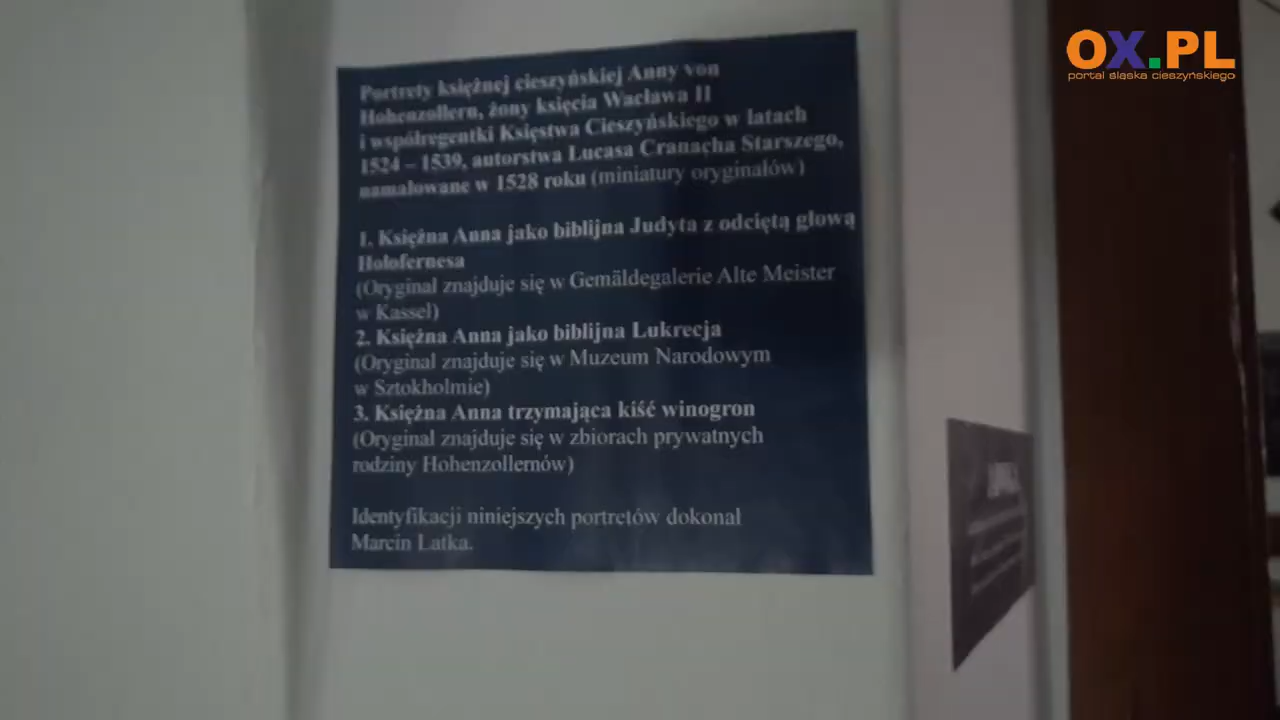 OX.PL
portal śląska cieszyńskiego
Portrety księżnej cieszyńskiej Anny von
Hohenzollern, żony księcia Wacława II
i współregentki Księstwa Cieszyńskiego w latach
1524 – 1539, autorstwa Lucasa Cranacha Starszego,
namalowane w 1528 roku (miniatury oryginałów)
1. Księżna Anna jako biblijna Judyta z odciętą głową
Holofernesa
(Oryginał znajduje się w Gemäldegalerie Alte Meister
w Kassel)
2. Księżna Anna jako biblijna Lukrecja
(Oryginał znajduje się w Muzeum Narodowym
w Sztokholmie)
3. Księżna Anna trzymająca kiść winogron
(Oryginał znajduje się w zbiorach prywatnych
rodziny Hohenzollernów)
Identyfikacji niniejszych portretów dokonał
Marcin Latka.